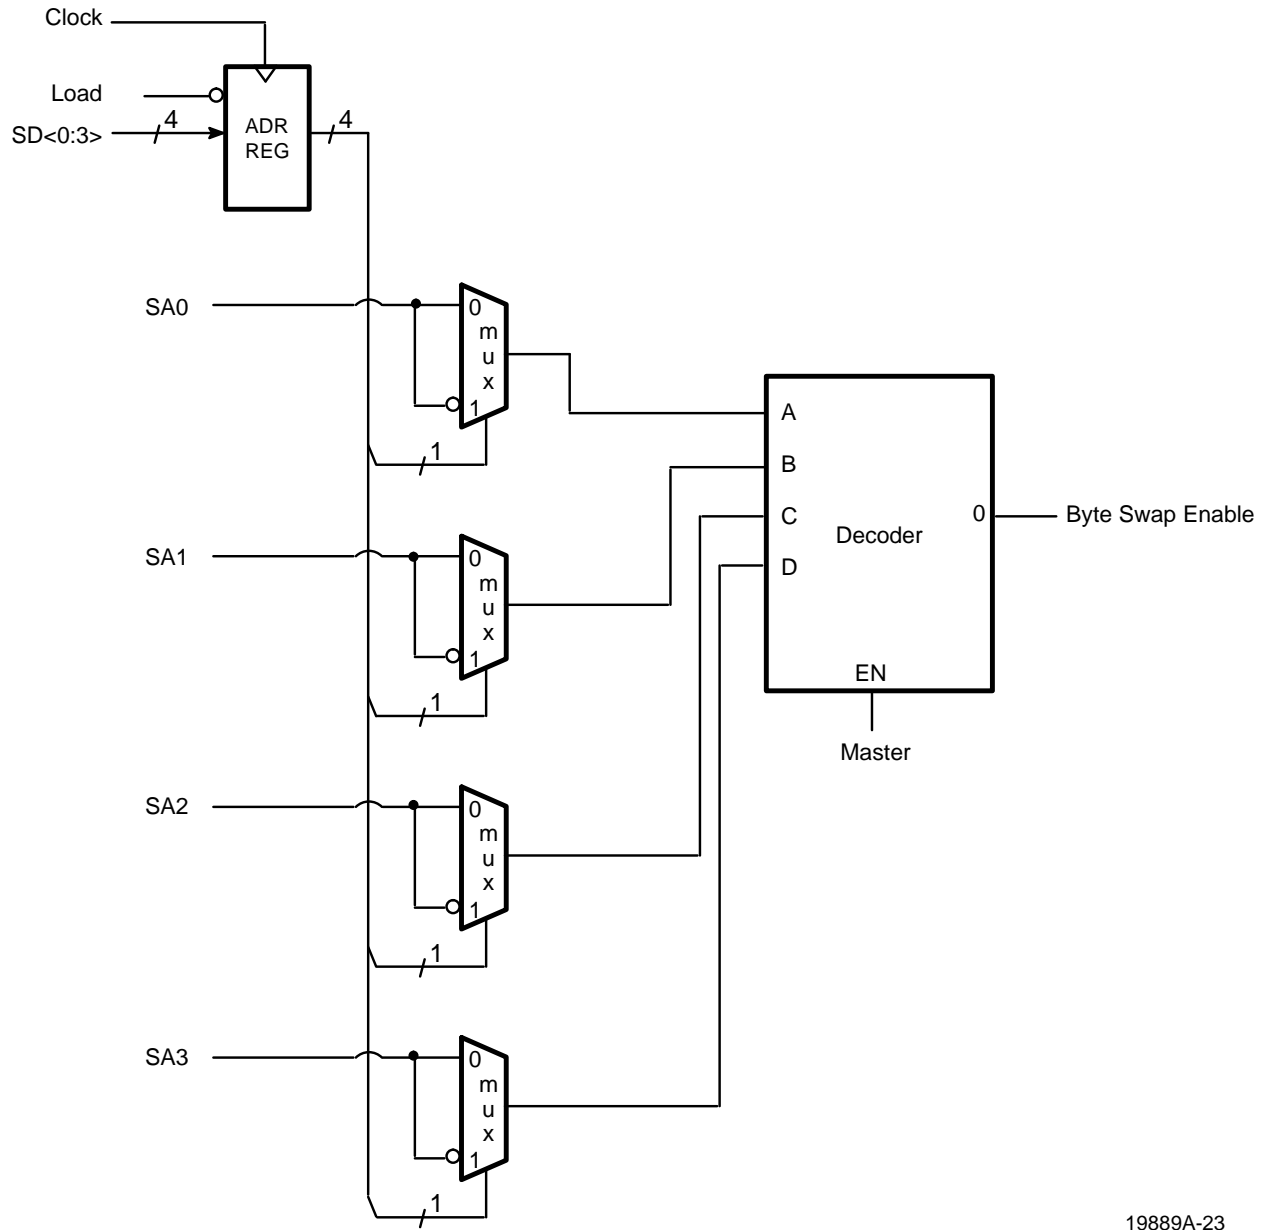 Clock
Load
SD<0:3>
4
ADR
REG
4
SA0
0
m
u
x
1
1
A
B
C
D
Decoder
0
Byte Swap Enable
EN
Master
SA1
0
m
u
x
1
1
SA2
0
m
u
x
1
1
SA3
0
m
u
x
1
1
19889A-23